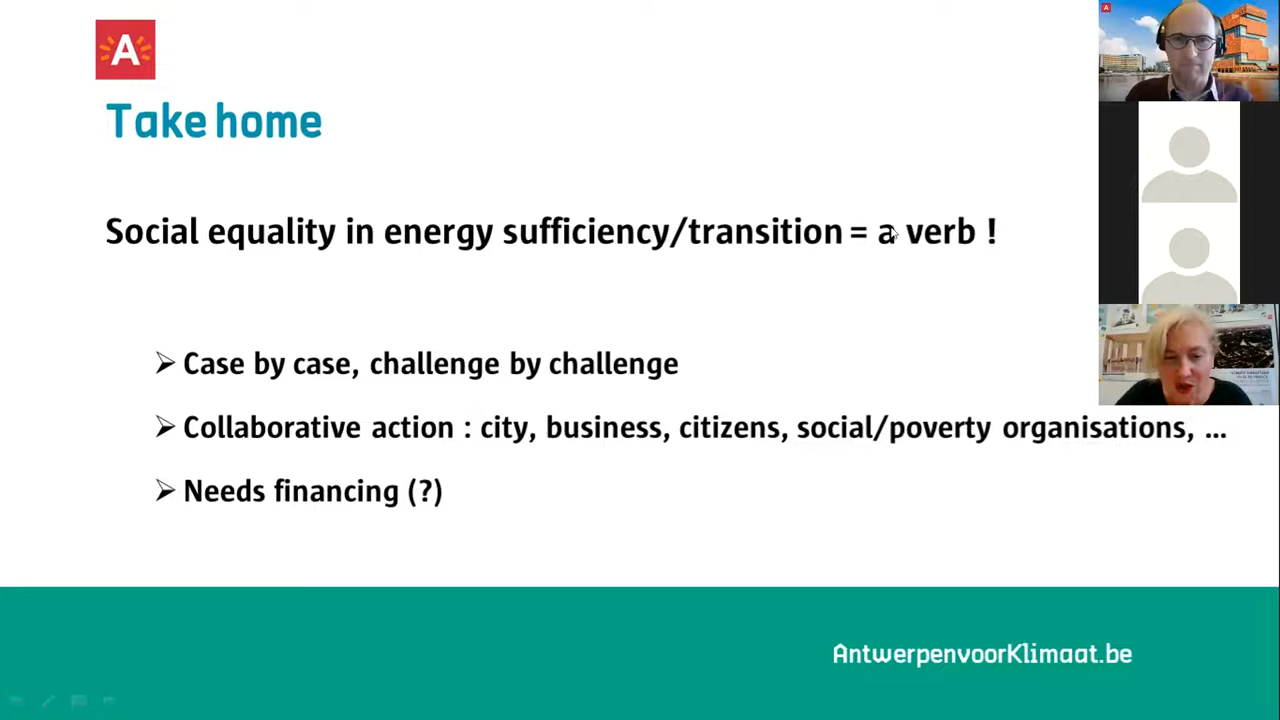 A
Take home
Social equality in energy sufficiency/transition = a verb !
➢ Case by case, challenge by challenge
➢ Collaborative action : city, business, citizens, social/poverty organisations, ...
➢ Needs financing (?)
AntwerpenvoorKlimaat.be